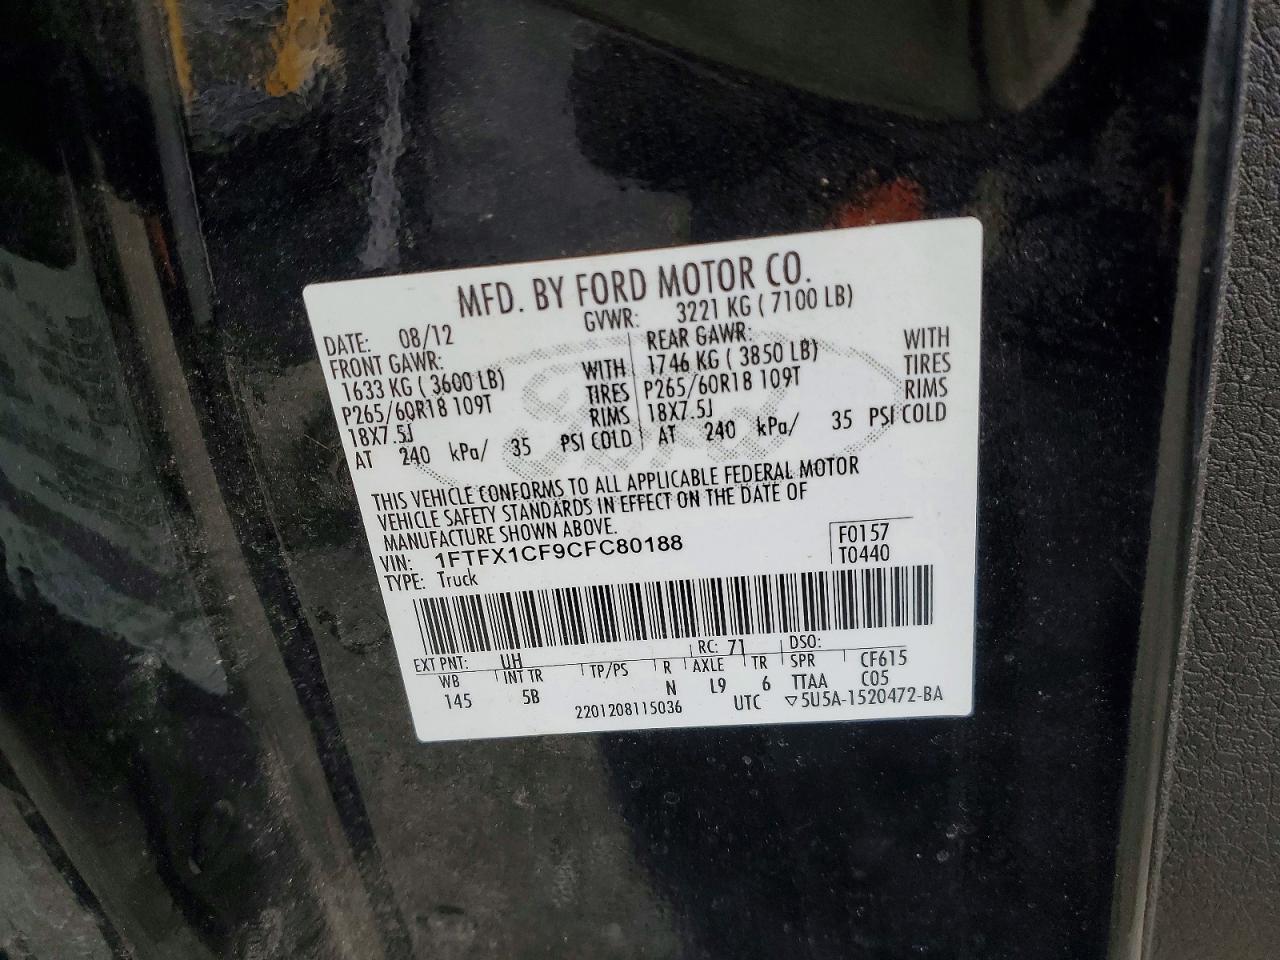 MFD. BY FORD MOTOR CO.
DATE: 08/12 GVWR: 3221 KG ( 7100 LB)
FRONT GAWR: REAR GAWR:
1633 KG ( 3600 LB) WITH 1746 KG ( 3850 LB) WITH
P265/60R18 109T TIRES P265/60R18 109T TIRES
18X7.5J RIMS 18X7.5J RIMS
AT 240 kPa/ 35 PSI COLD AT 240 kPa/ 35 PSI COLD
Ford
THIS VEHICLE CONFORMS TO ALL APPLICABLE FEDERAL MOTOR
VEHICLE SAFETY STANDARDS IN EFFECT ON THE DATE OF
MANUFACTURE SHOWN ABOVE.
VIN: 1FTFX1CF9CFC80188 F0157
TYPE: Truck T0440
EXT PNT: UH RC: 71 DSO:
WB INT TR TP/PS R AXLE TR SPR CF615
145 5B N L9 6 TTAA C05
2201208115036 UTC ▽5U5A-1520472-BA